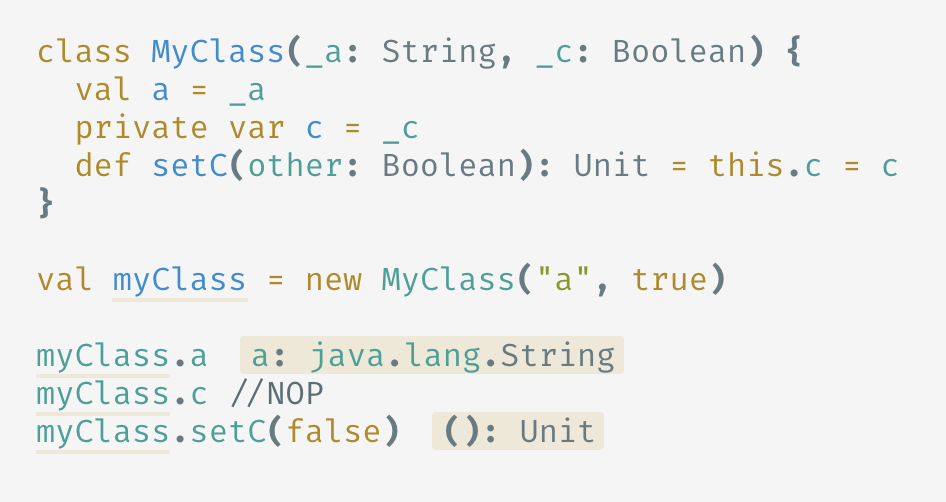 class MyClass(_a: String, _c: Boolean) {
  val a = _a
  private var c = _c
  def setC(other: Boolean): Unit = this.c = c
}
val myClass = new MyClass("a", true)
myClass.a a: java.lang.String
myClass.c //NOP
myClass.setC(false) (): Unit